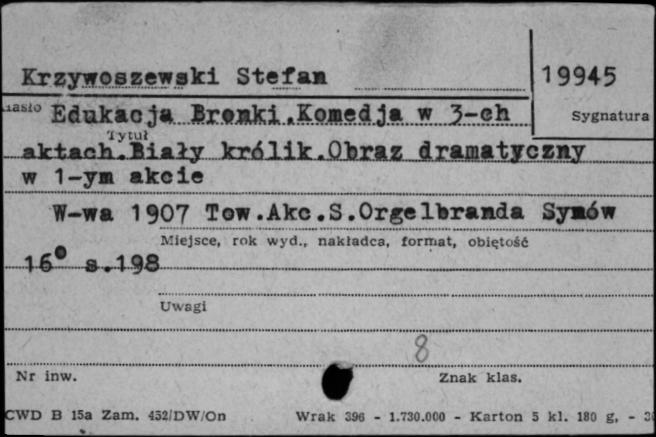 Krzywoszewski Stefan
19945
Hasło Edukacja Bronki.Komedja w 3-ch
Sygnatura
Tytuł
aktach.Biały królik.Obraz dramatyczny
w 1-ym akcie
W-wa 1907 Tow.Akc.S.Orgelbranda Synów
Miejsce, rok wyd., nakładca, format, objętość
16° s.198
Uwagi
8
Nr inw.
Znak klas.
CWD B 15a Zam. 452/DW/On Wrak 396 - 1.730.000 - Karton 5 kl. 180 g, -